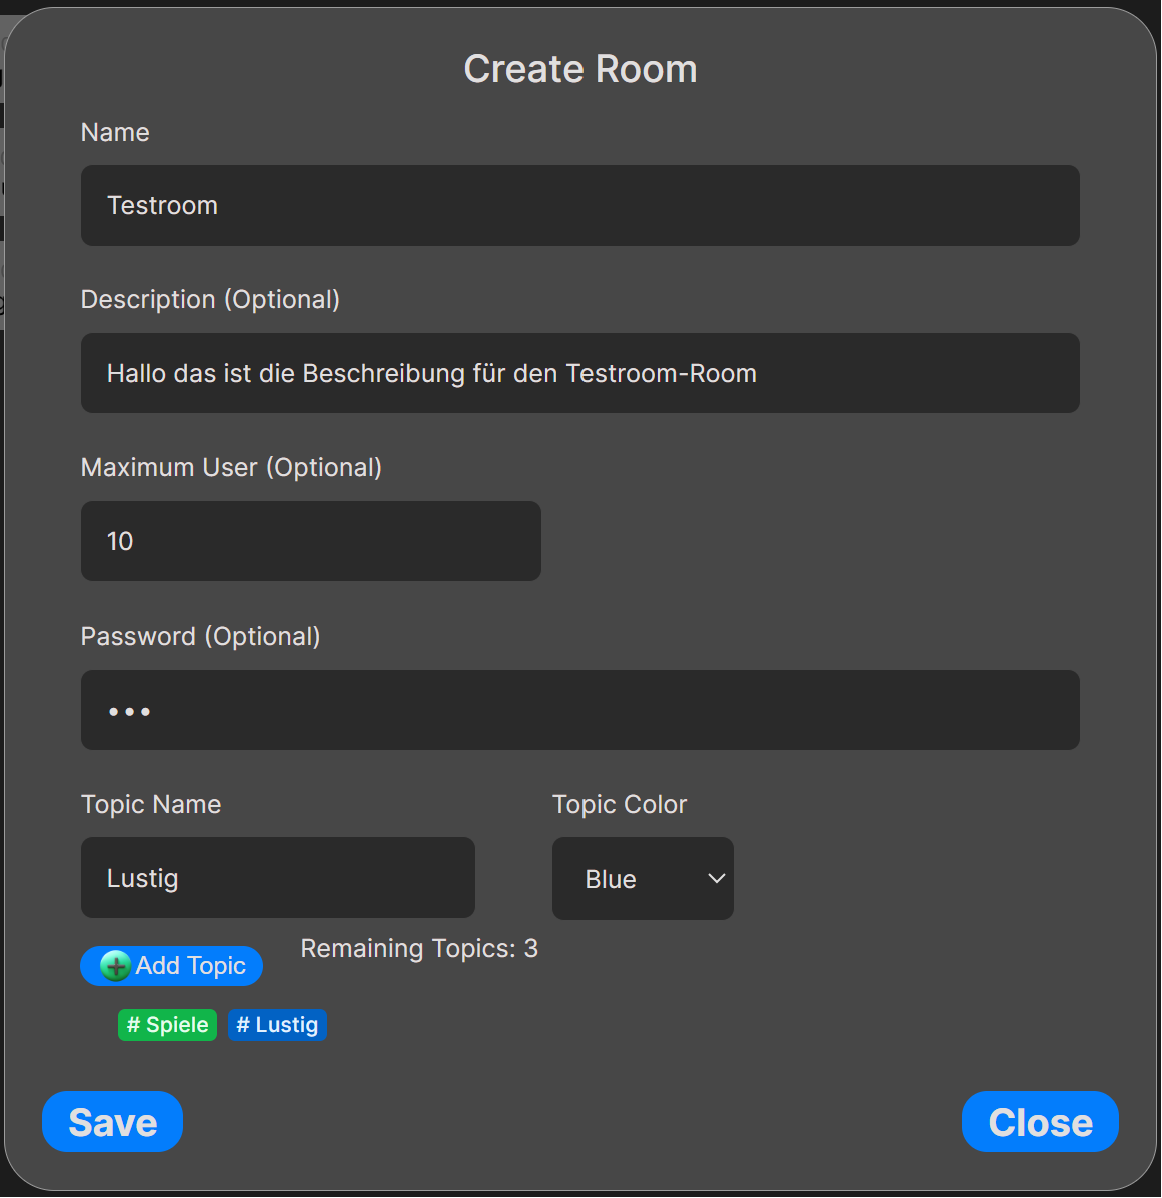 Create Room
Name
Testroom
Description (Optional)
Hallo das ist die Beschreibung für den Testroom-Room
Maximum User (Optional)
10
Password (Optional)
•••
Topic Name
Topic Color
Lustig
Blue
Add Topic
Remaining Topics: 3
# Spiele # Lustig
Save
Close